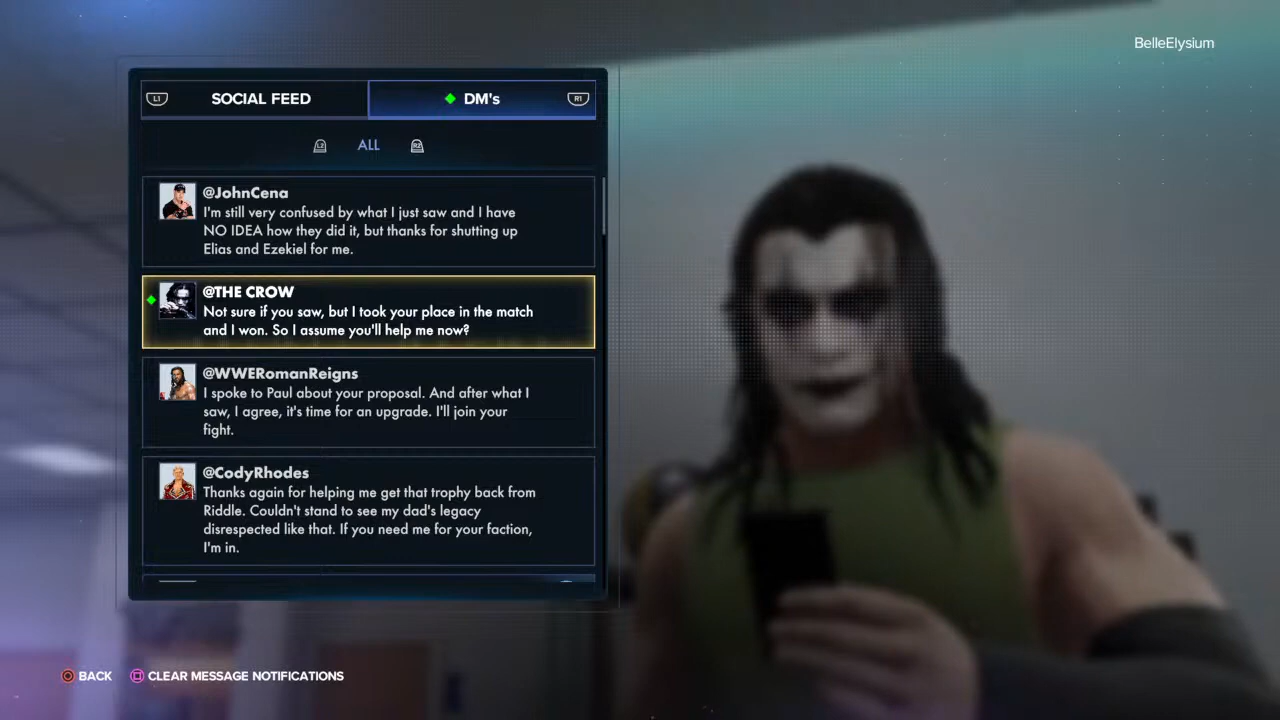 BelleElysium
L1 SOCIAL FEED DM's R1
L2 ALL R2
@JohnCena
I'm still very confused by what I just saw and I have
NO IDEA how they did it, but thanks for shutting up
Elias and Ezekiel for me.
@THE CROW
Not sure if you saw, but I took your place in the match
and I won. So I assume you'll help me now?
@WWERomanReigns
I spoke to Paul about your proposal. And after what I
saw, I agree, it's time for an upgrade. I'll join your
fight.
@CodyRhodes
Thanks again for helping me get that trophy back from
Riddle. Couldn't stand to see my dad's legacy
disrespected like that. If you need me for your faction,
I'm in.
BACK CLEAR MESSAGE NOTIFICATIONS